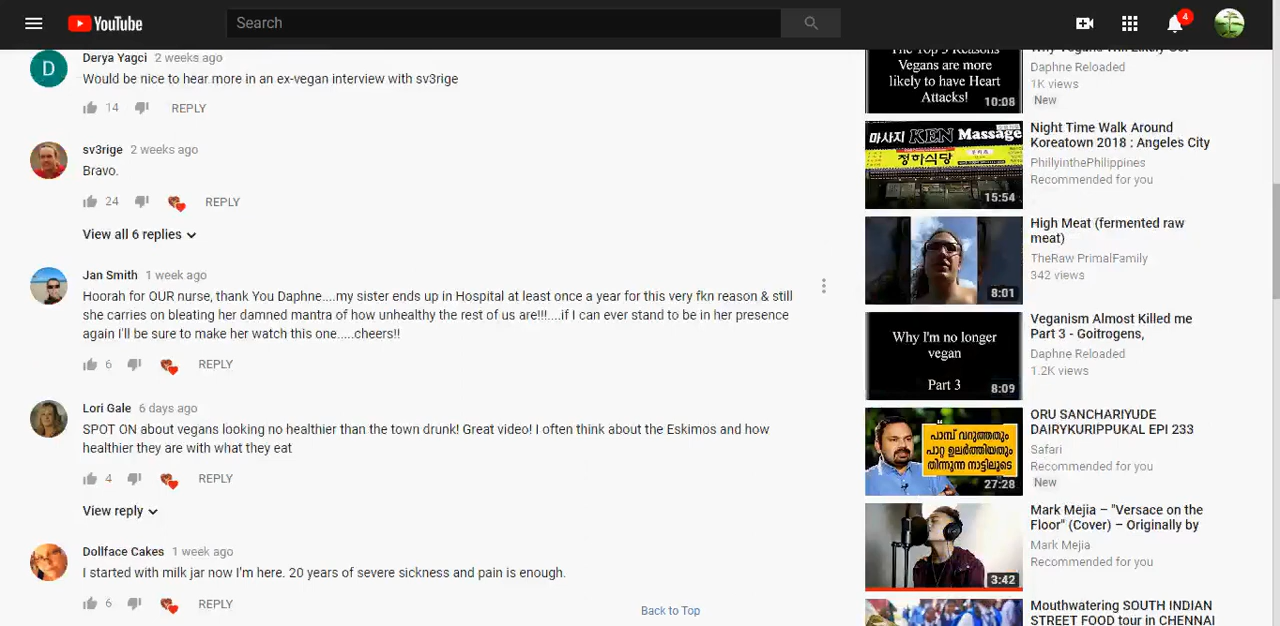 YouTube
Search
4
D
Derya Yagci 2 weeks ago
Would be nice to hear more in an ex-vegan interview with sv3rige
14 REPLY
sv3rige 2 weeks ago
Bravo.
24 REPLY
View all 6 replies
Jan Smith 1 week ago
Hoorah for OUR nurse, thank You Daphne....my sister ends up in Hospital at least once a year for this very fkn reason & still
she carries on bleating her damned mantra of how unhealthy the rest of us are!!!....if I can ever stand to be in her presence
again I'll be sure to make her watch this one.....cheers!!
6 REPLY
Lori Gale 6 days ago
SPOT ON about vegans looking no healthier than the town drunk! Great video! I often think about the Eskimos and how
healthier they are with what they eat
4 REPLY
View reply
Dollface Cakes 1 week ago
I started with milk jar now I'm here. 20 years of severe sickness and pain is enough.
6 REPLY
Back to Top
Vegans are more
likely to have Heart
Attacks!
10:08
Daphne Reloaded
1K views
New
마사지 KEN Massage
정하식당
15:54
Night Time Walk Around
Koreatown 2018 : Angeles City
PhillyinthePhilippines
Recommended for you
8:01
High Meat (fermented raw
meat)
TheRaw PrimalFamily
342 views
Why I'm no longer
vegan
Part 3
8:09
Veganism Almost Killed me
Part 3 - Goitrogens,
Daphne Reloaded
1.2K views
പാമ്പ് വറുത്തതും
പാറ്റ ഉലർത്തിയതും
തിന്നുന്ന നാട്ടിലൂടെ
27:28
ORU SANCHARIYUDE
DAIRYKURIPPUKAL EPI 233
Safari
Recommended for you
New
3:42
Mark Mejia – "Versace on the
Floor" (Cover) – Originally by
Mark Mejia
Recommended for you
Mouthwatering SOUTH INDIAN
STREET FOOD tour in CHENNAI